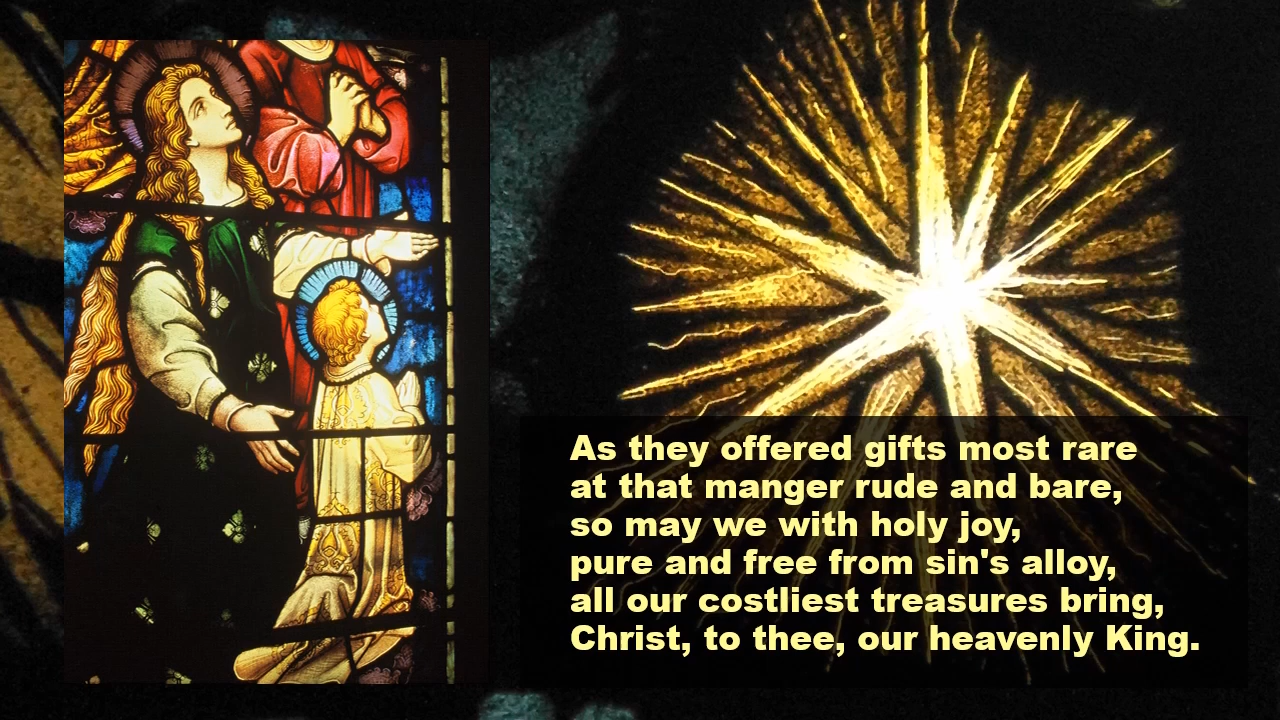 As they offered gifts most rare
at that manger rude and bare,
so may we with holy joy,
pure and free from sin's alloy,
all our costliest treasures bring,
Christ, to thee, our heavenly King.